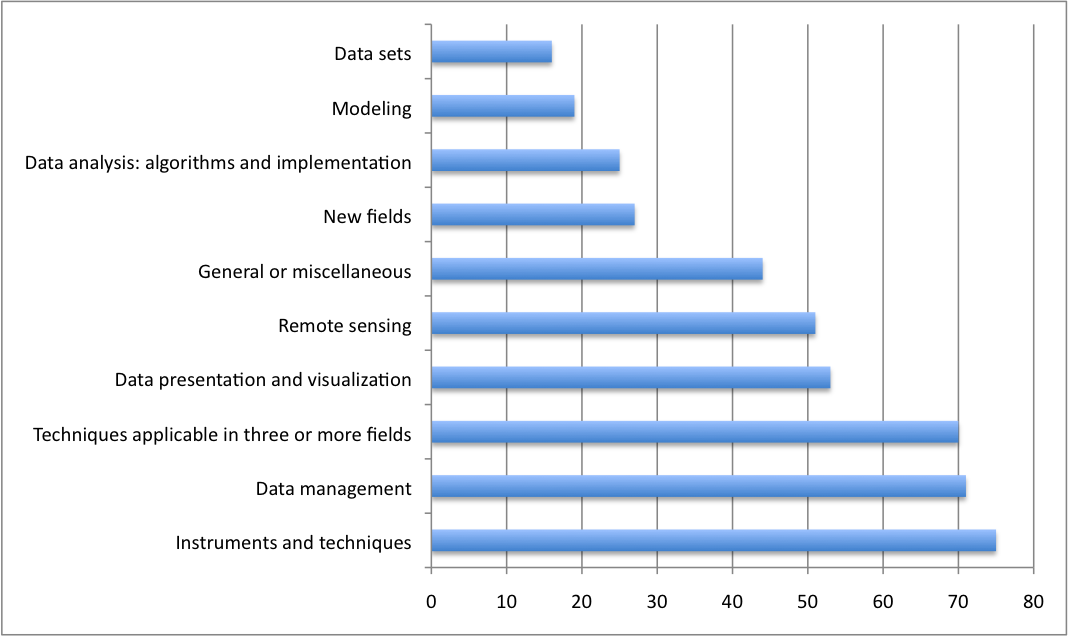 Data sets
Modeling
Data analysis: algorithms and implementation
New fields
General or miscellaneous
Remote sensing
Data presentation and visualization
Techniques applicable in three or more fields
Data management
Instruments and techniques
0 10 20 30 40 50 60 70 80